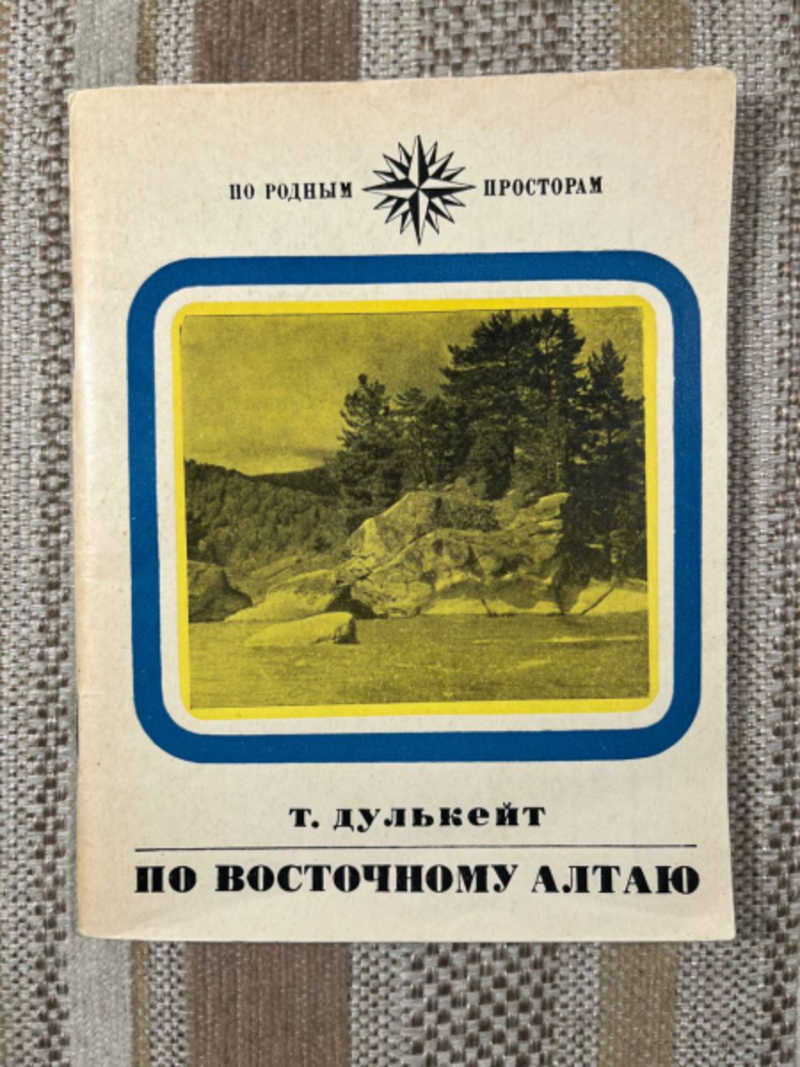 ПО РОДНЫМ ПРОСТОРАМ
Т. ДУЛЬКЕЙТ
ПО ВОСТОЧНОМУ АЛТАЮ